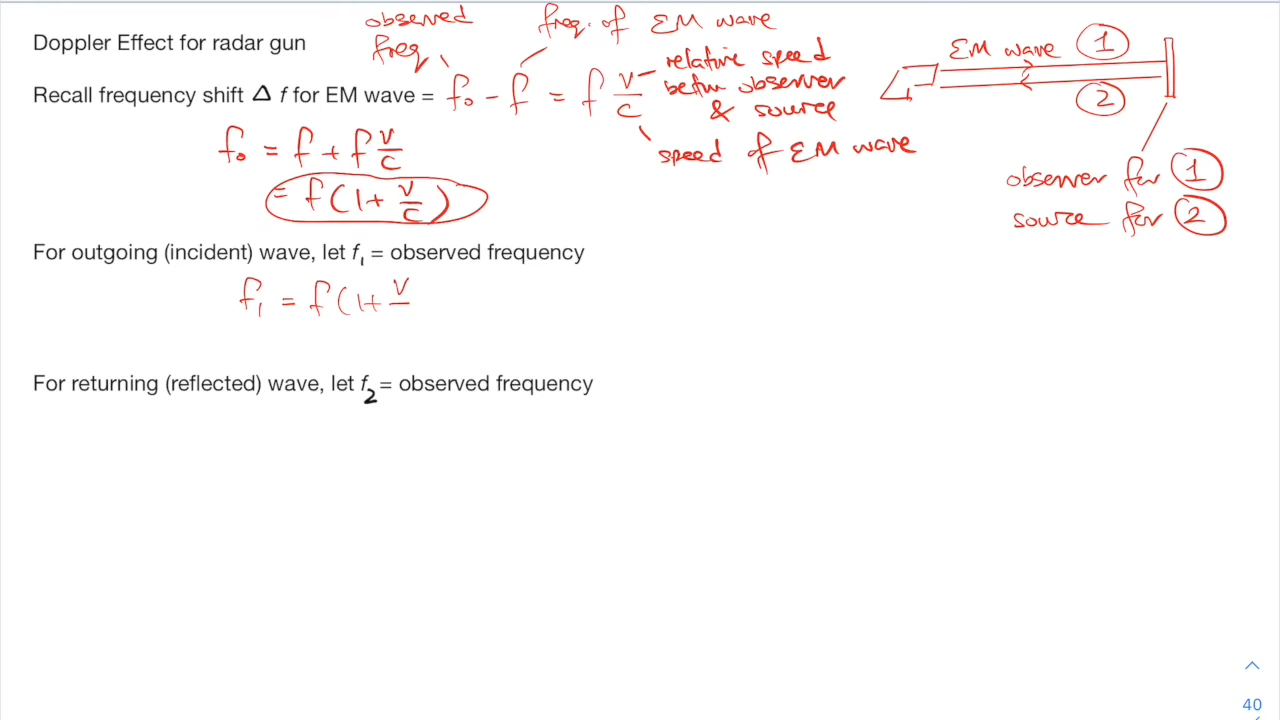 Doppler Effect for radar gun
observed
freq
freq. of EM wave
Recall frequency shift Δ f for EM wave = f₀ - f = f v/c
relative speed
betwn observer
& source
speed of EM wave
f₀ = f + f v/c
= f(1 + v/c)
EM wave ①
②
observer for ①
source for ②
For outgoing (incident) wave, let f₁ = observed frequency
f₁ = f(1+ v
For returning (reflected) wave, let f₂ = observed frequency
40